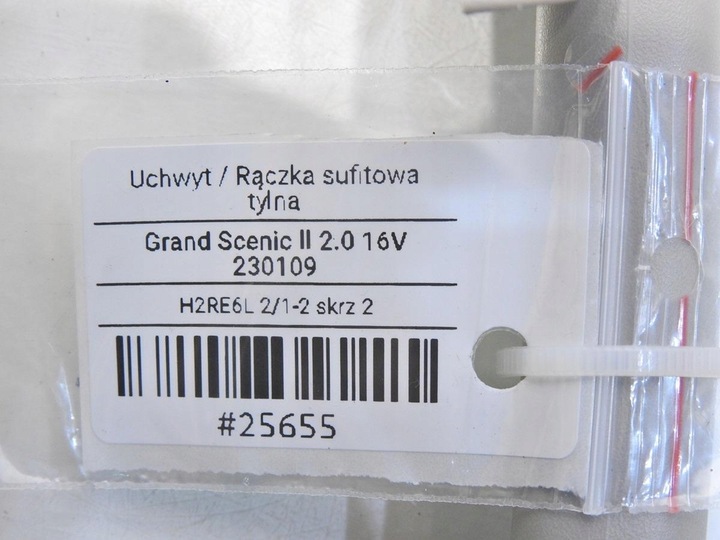 Uchwyt / Rączka sufitowa
tylna
Grand Scenic II 2.0 16V
230109
H2RE6L 2/1-2 skrz 2
#25655